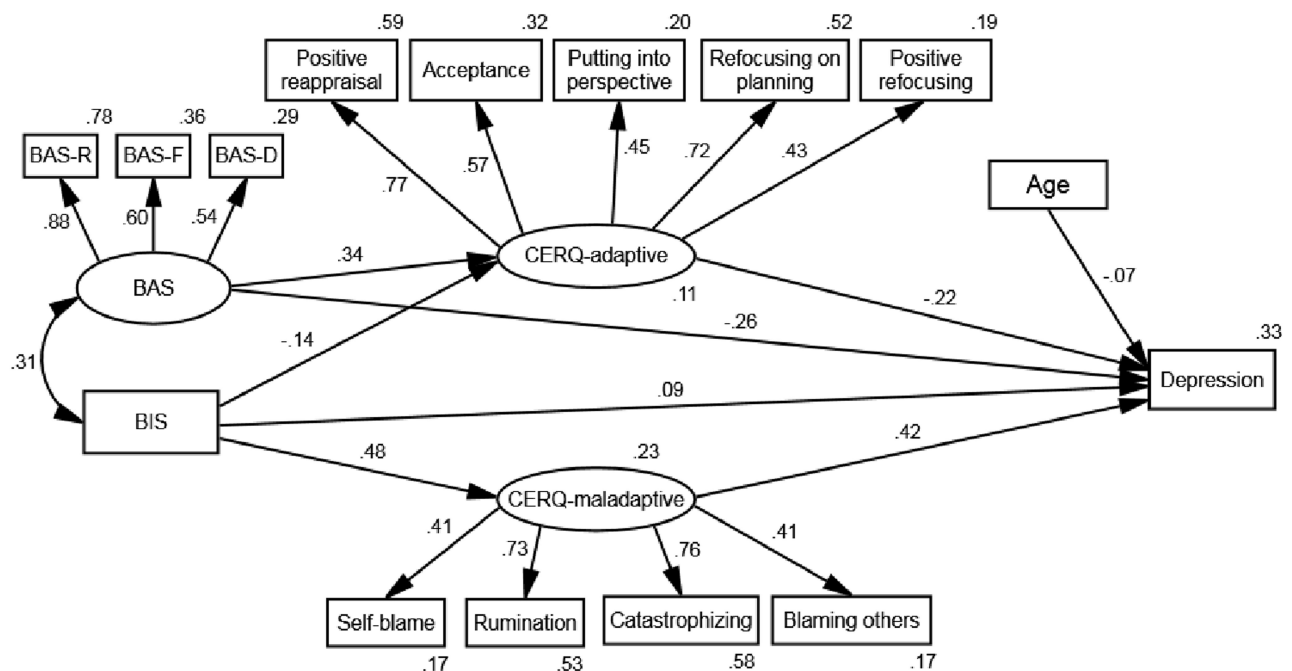 .59
.32
.20
.52
.19
Positive
reappraisal
Acceptance
Putting into
perspective
Refocusing on
planning
Positive
refocusing
.78
.36
.29
BAS-R
BAS-F
BAS-D
.77
.57
.45
.72
.43
Age
.88
.60
.54
.34
CERQ-adaptive
.11
BAS
-.26
-.22
-.07
.33
.31
-.14
Depression
BIS
.09
.48
.23
.42
CERQ-maladaptive
.41
.73
.76
.41
Self-blame
Rumination
Catastrophizing
Blaming others
.17
.53
.58
.17